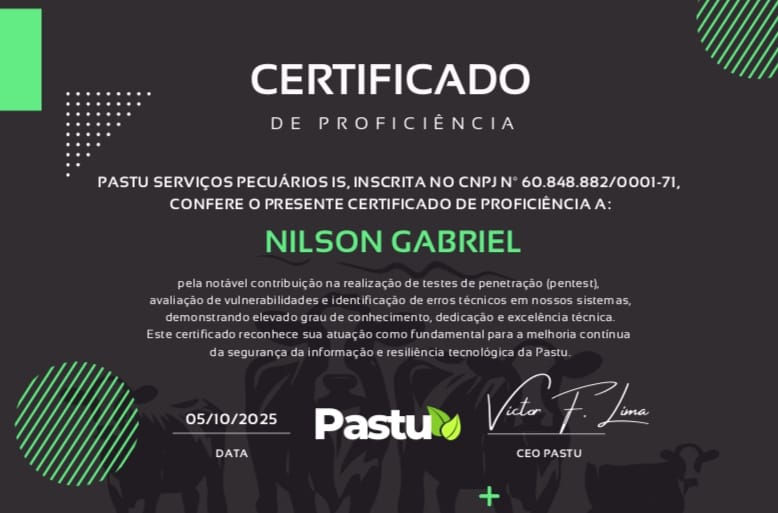 CERTIFICADO
DE PROFICIÊNCIA
PASTU SERVIÇOS PECUÁRIOS IS, INSCRITA NO CNPJ N° 60.848.882/0001-71,
CONFERE O PRESENTE CERTIFICADO DE PROFICIÊNCIA A:
NILSON GABRIEL
pela notável contribuição na realização de testes de penetração (pentest),
avaliação de vulnerabilidades e identificação de erros técnicos em nossos sistemas,
demonstrando elevado grau de conhecimento, dedicação e excelência técnica.
Este certificado reconhece sua atuação como fundamental para a melhoria contínua
da segurança da informação e resiliência tecnológica da Pastu.
05/10/2025
DATA
Pastu
Victor F. Lima
CEO PASTU